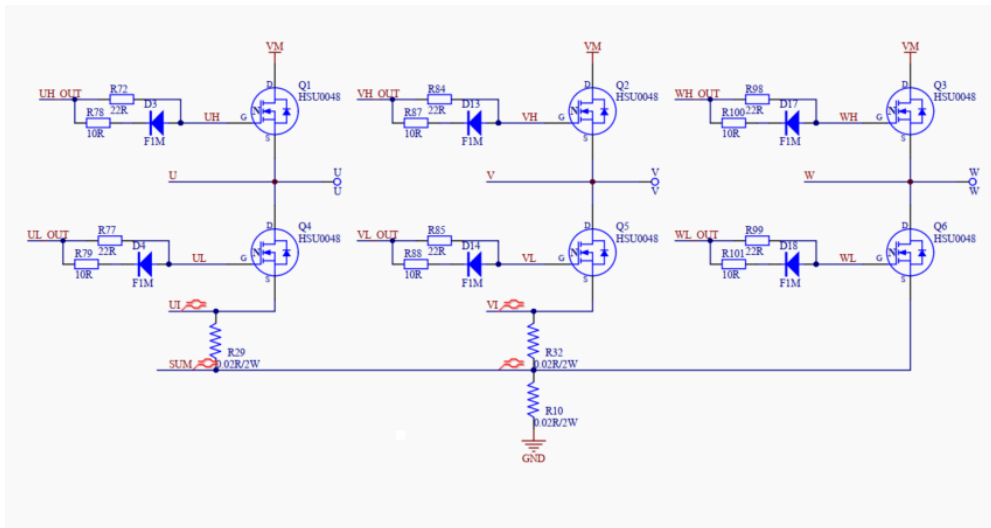 VM
VM
VM
UH_OUT
R72
22R
R78
10R
D3
F1M
UH
G
D
S
N
Q1
HSU0048
VH_OUT
R84
22R
R87
10R
D13
F1M
VH
G
D
S
N
Q2
HSU0048
WH_OUT
R98
22R
R100
10R
D17
F1M
WH
G
D
S
N
Q3
HSU0048
U
U
U
V
V
V
W
W
W
UL_OUT
R77
22R
R79
10R
D4
F1M
UL
G
D
S
N
Q4
HSU0048
VL_OUT
R85
22R
R88
10R
D14
F1M
VL
G
D
S
N
Q5
HSU0048
WL_OUT
R99
22R
R101
10R
D18
F1M
WL
G
D
S
N
Q6
HSU0048
UI
VI
R29
0.02R/2W
R32
0.02R/2W
SUM
R10
0.02R/2W
GND